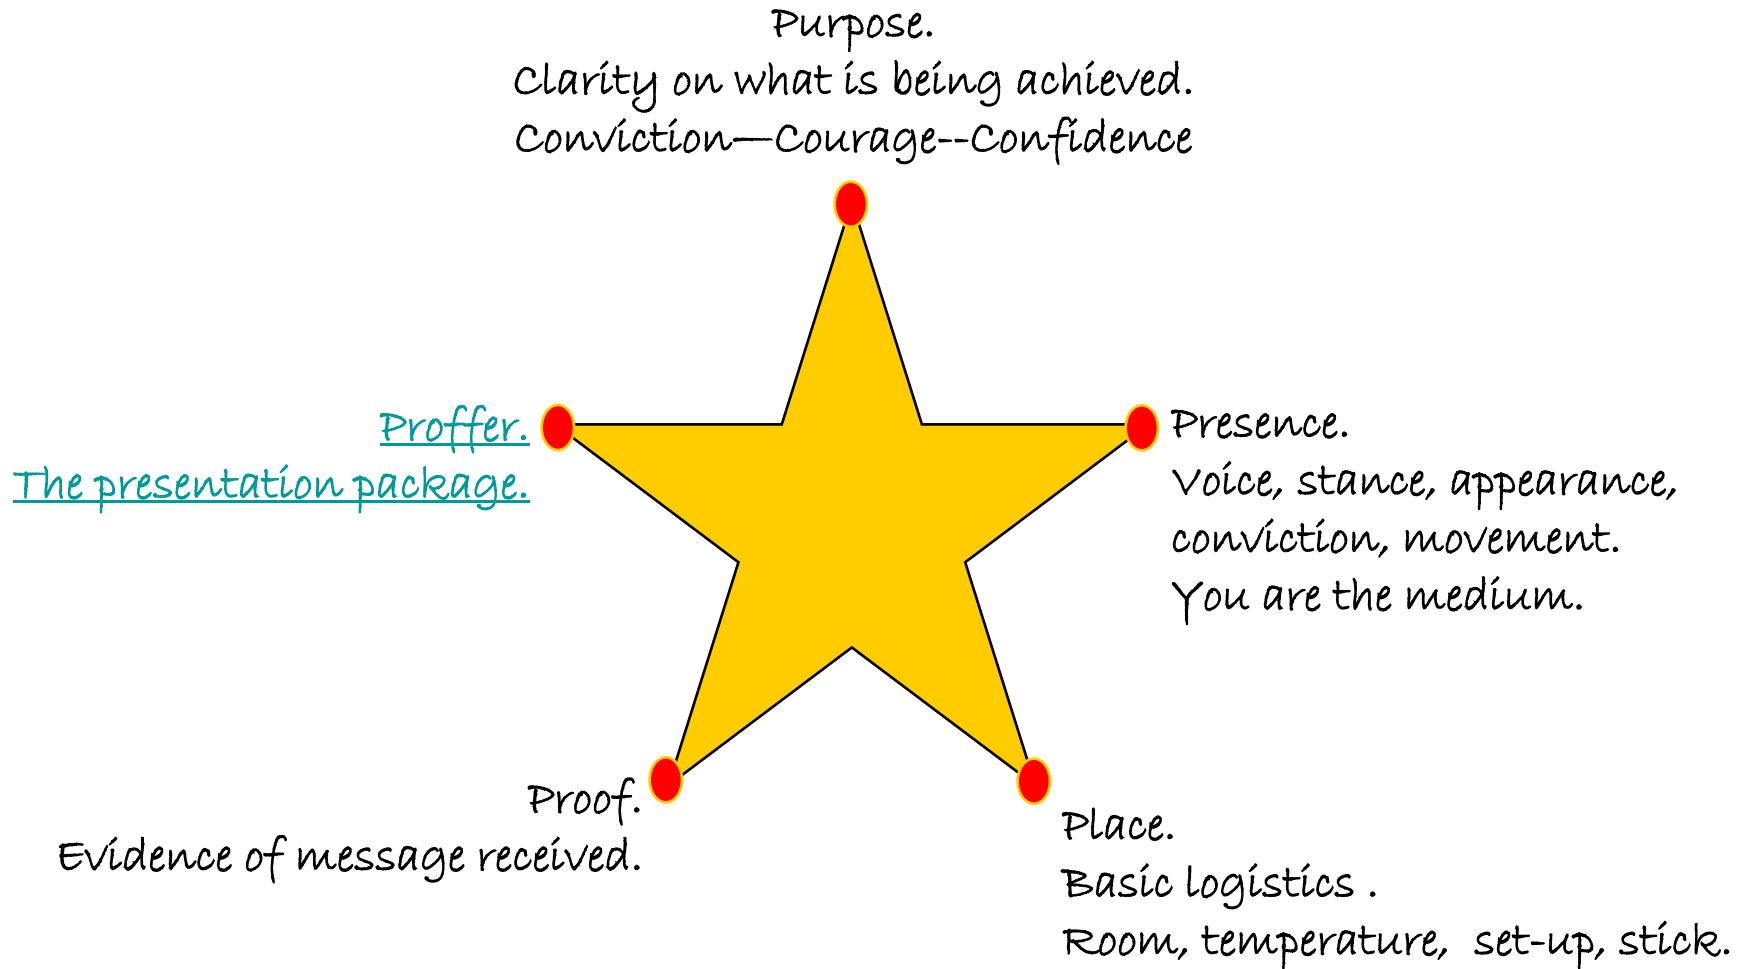 Purpose.
Clarity on what is being achieved.
Conviction—Courage--Confidence
Proffer.
The presentation package.
Presence.
Voice, stance, appearance,
conviction, movement.
You are the medium.
Proof.
Evidence of message received.
Place.
Basic logistics .
Room, temperature, set-up, stick.